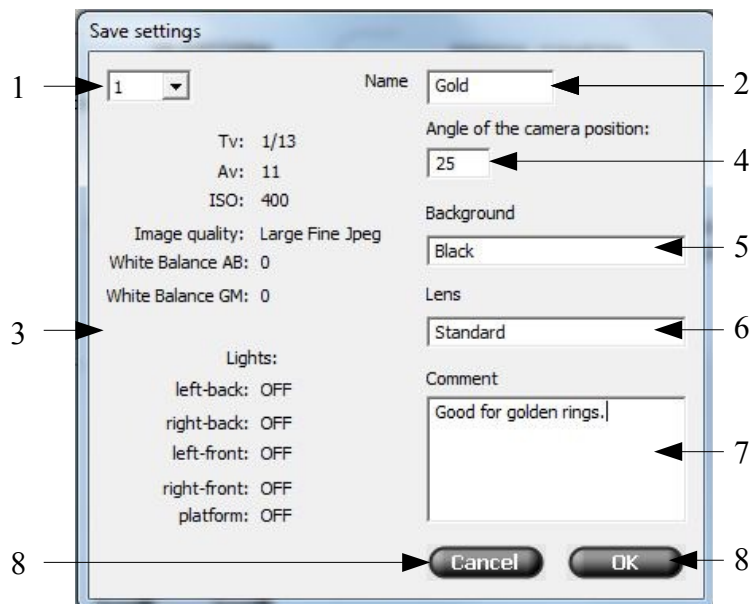 Save settings
1
1
Name
Gold
2
Angle of the camera position:
25
4
Tv: 1/13
Av: 11
ISO: 400
Image quality: Large Fine Jpeg
White Balance AB: 0
White Balance GM: 0
Background
Black
5
Lens
Standard
6
3
Lights:
left-back: OFF
right-back: OFF
left-front: OFF
right-front: OFF
platform: OFF
Comment
Good for golden rings.
7
8
Cancel
OK
8